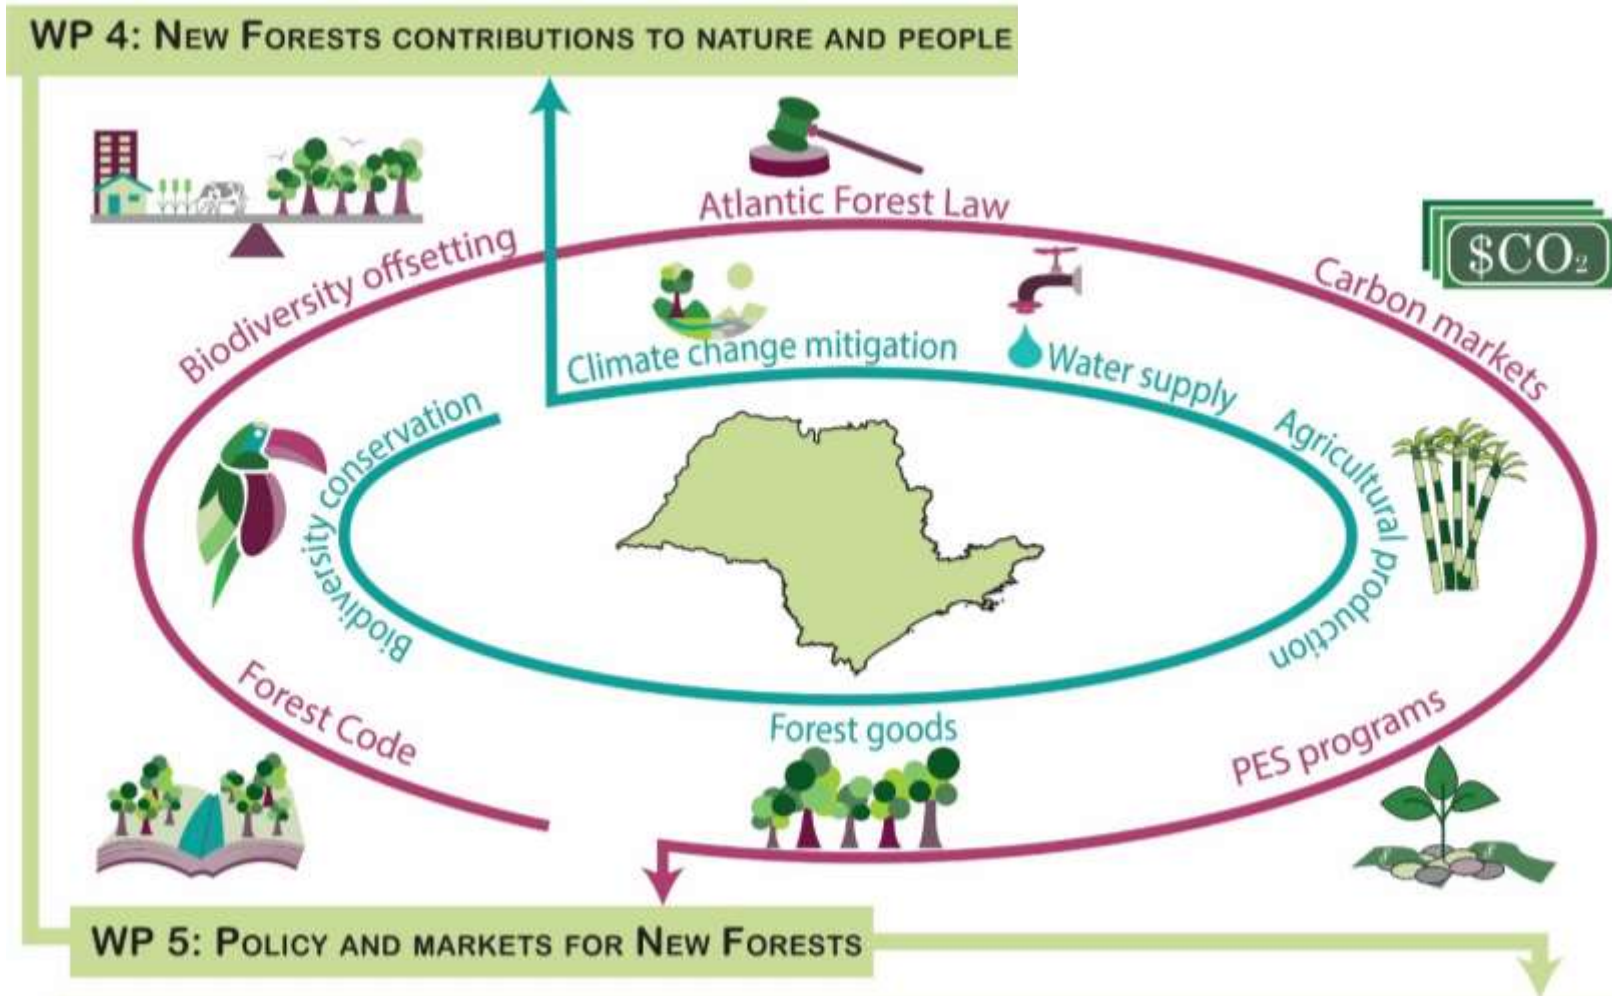 WP 4: New Forests contributions to nature and people
Atlantic Forest Law
Biodiversity offsetting
Carbon markets
$CO₂
Climate change mitigation
Water supply
Biodiversity conservation
Agricultural production
Forest goods
Forest Code
PES programs
WP 5: Policy and markets for New Forests